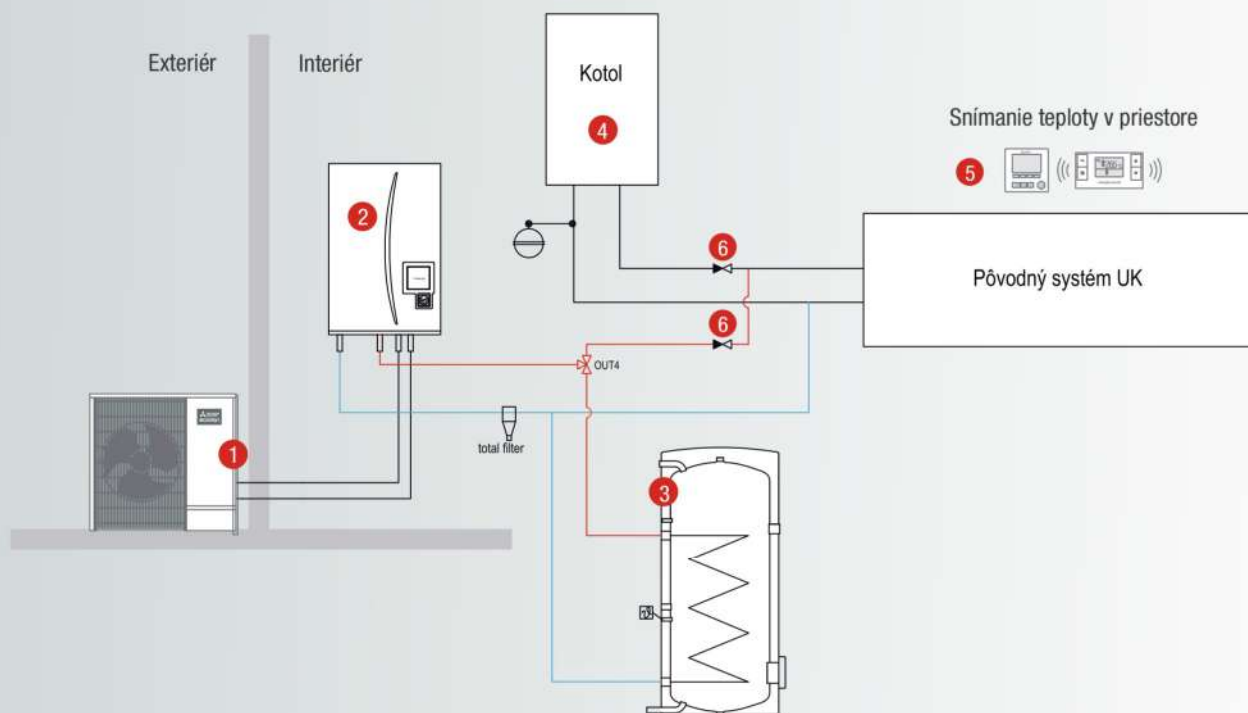 Exteriér
Interiér
Kotol
4
Snímanie teploty v priestore
5
2
6
Pôvodný systém UK
6
OUT4
1
total filter
3